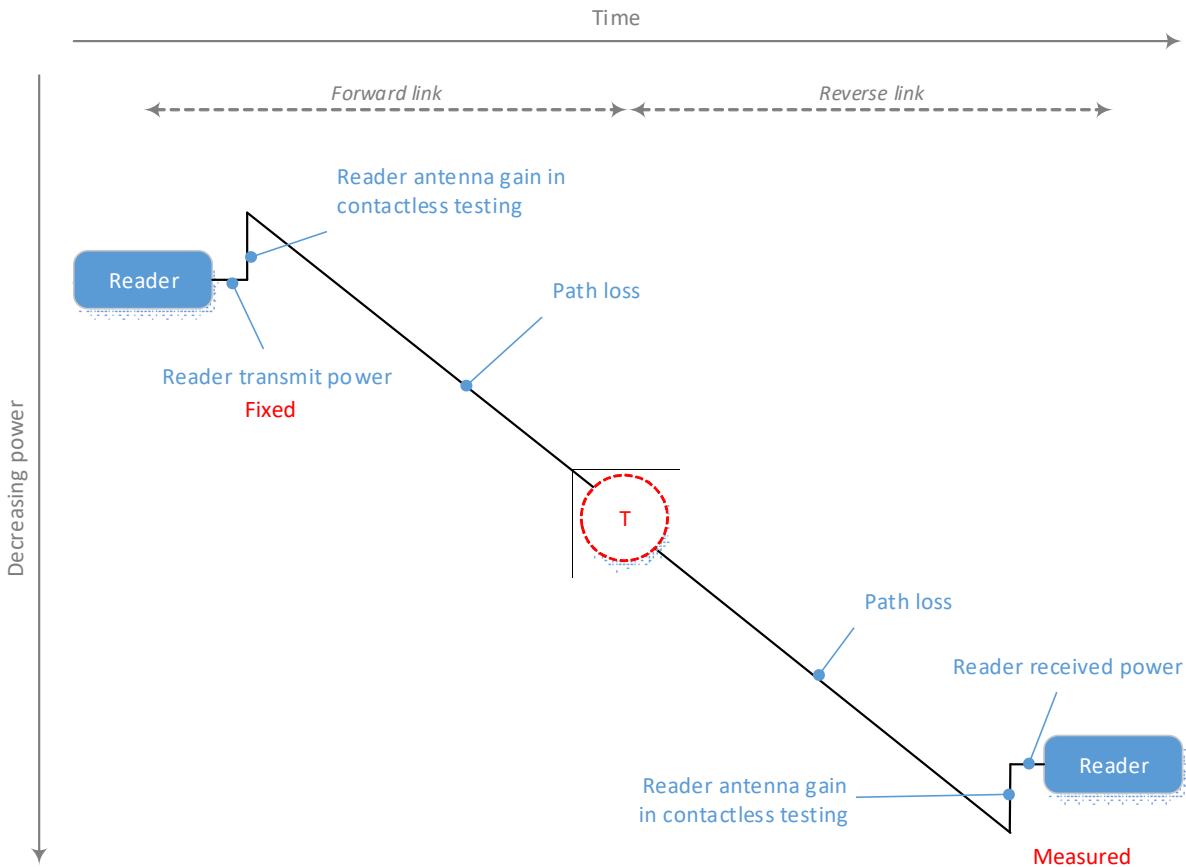 Time
Forward link
Reverse link
Reader antenna gain in
contactless testing
Reader
Path loss
Reader transmit power
Fixed
Decreasing power
T
Path loss
Reader received power
Reader
Reader antenna gain
in contactless testing
Measured